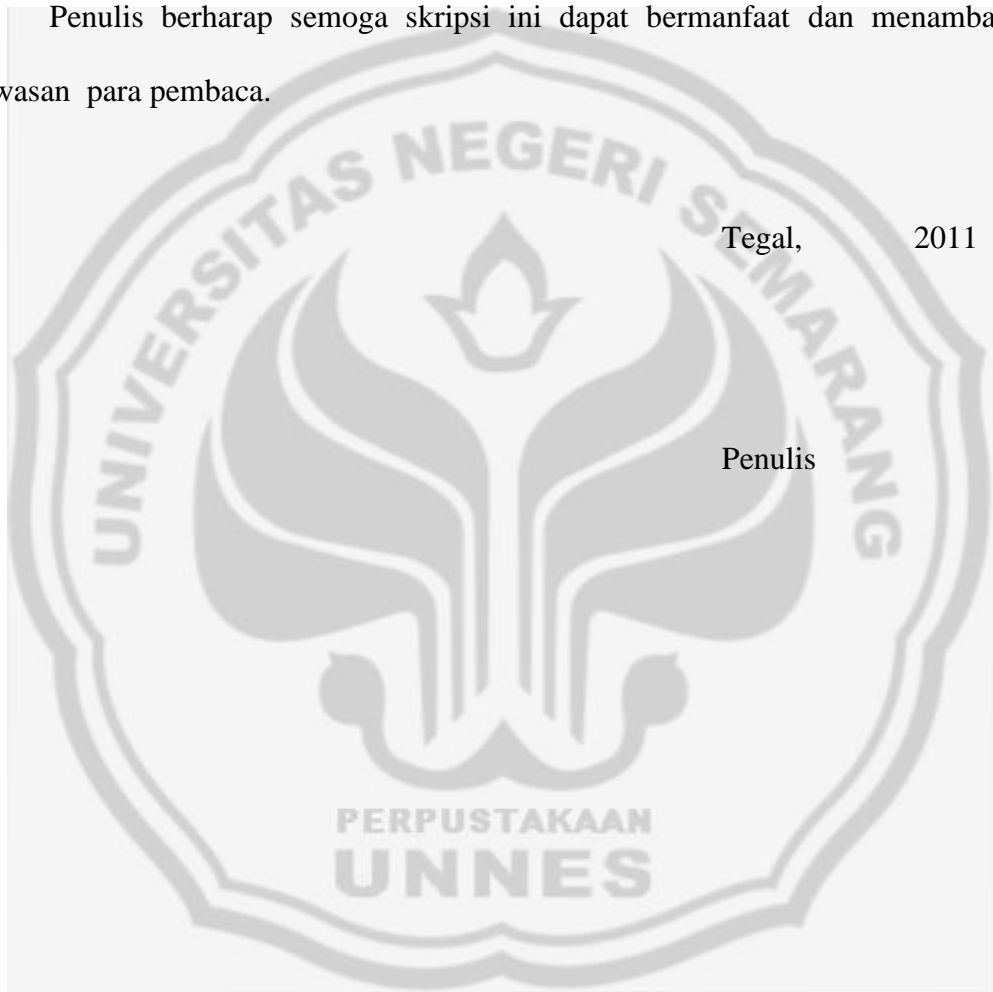 Penulis berharap semoga skripsi ini dapat bermanfaat dan menamba
wasan para pembaca.
UNIVERSITAS NEGERI SEMARANG
Tegal, 2011
Penulis
PERPUSTAKAAN
UNNES